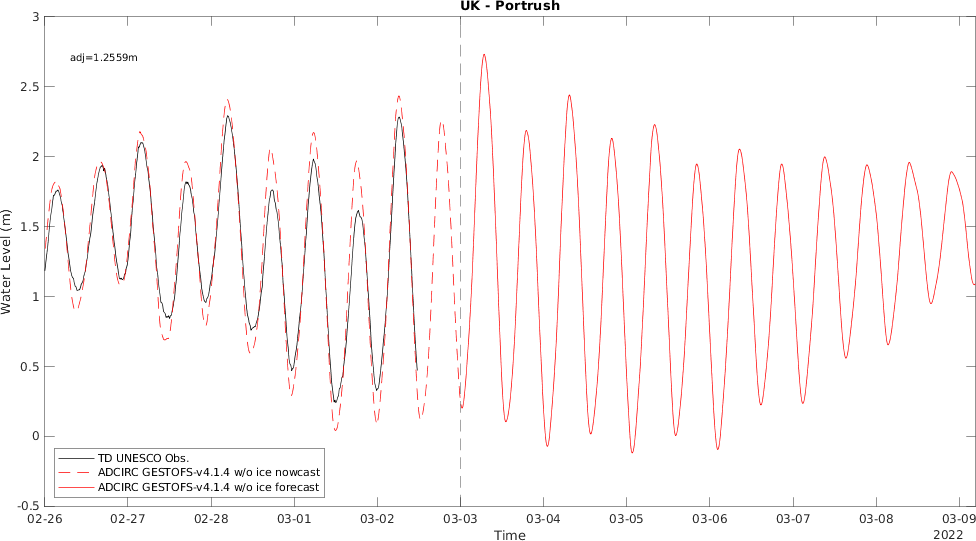 UK - Portrush
adj=1.2559m
3
2.5
2
1.5
1
0.5
0
-0.5
Water Level (m)
TD UNESCO Obs.
ADCIRC GESTOFS-v4.1.4 w/o ice nowcast
ADCIRC GESTOFS-v4.1.4 w/o ice forecast
02-26 02-27 02-28 03-01 03-02 03-03 03-04 03-05 03-06 03-07 03-08 03-09
Time 2022